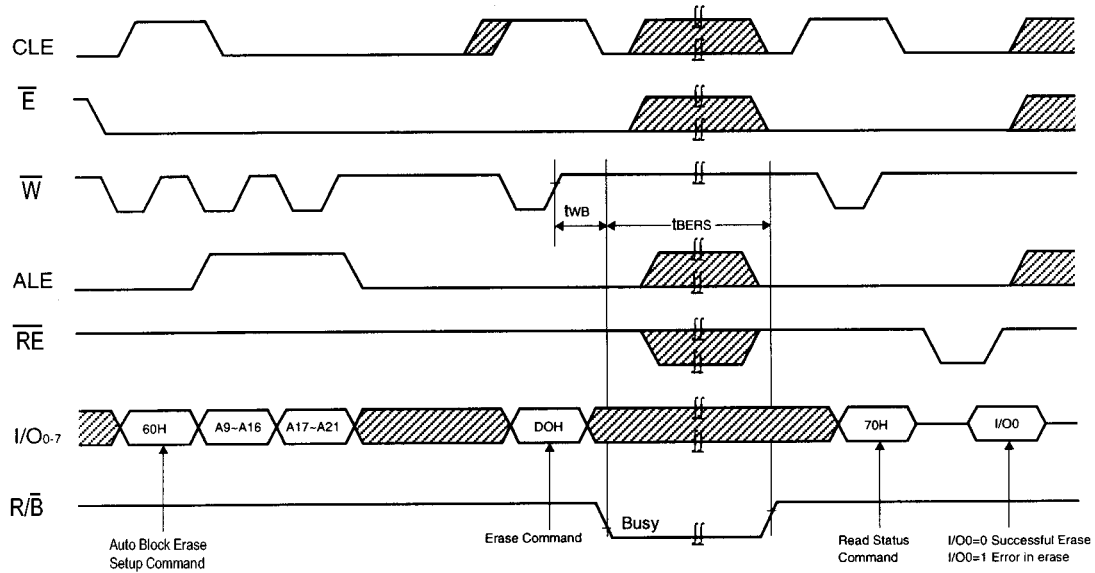 CLE
E
W
tWB
tBERS
ALE
RE
I/O0-7
60H
A9~A16
A17~A21
DOH
70H
I/O0
R/B
Busy
Auto Block Erase
Setup Command
Erase Command
Read Status
Command
I/O0=0 Successful Erase
I/O0=1 Error in erase